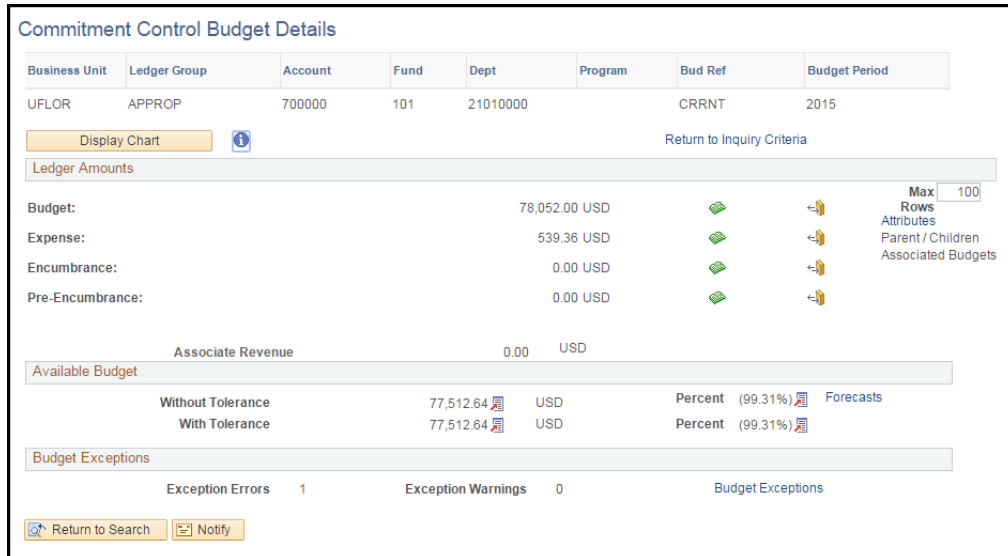 Commitment Control Budget Details
Business Unit Ledger Group Account Fund Dept Program Bud Ref Budget Period
UFLOR APPROP 700000 101 21010000 CRRNT 2015
Display Chart Return to Inquiry Criteria
Ledger Amounts
Max Rows 100
Budget: 78,052.00 USD
Attributes
Expense: 539.36 USD Parent / Children
Associated Budgets
Encumbrance: 0.00 USD
Pre-Encumbrance: 0.00 USD
Associate Revenue 0.00 USD
Available Budget
Without Tolerance 77,512.64 USD Percent (99.31%) Forecasts
With Tolerance 77,512.64 USD Percent (99.31%)
Budget Exceptions
Exception Errors 1 Exception Warnings 0 Budget Exceptions
Return to Search Notify